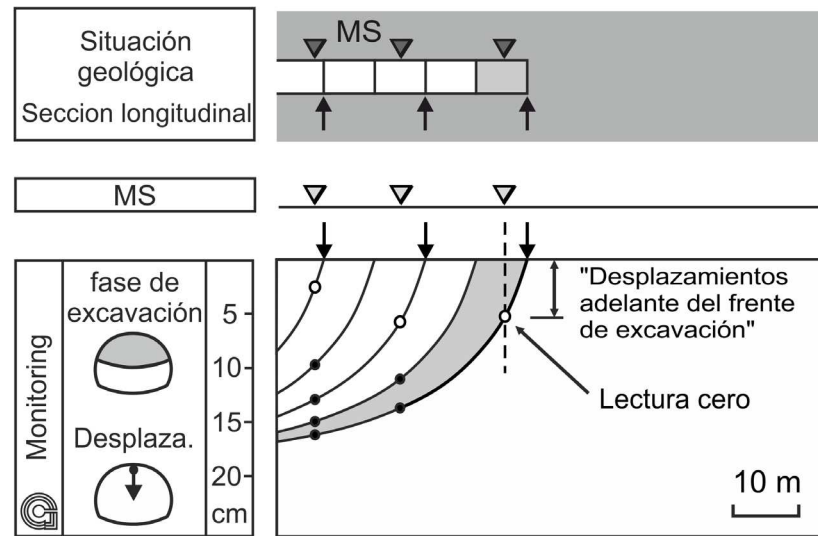 Situación
geológica
Seccion longitudinal
MS
MS
Monitoring
fase de
excavación
Desplaza.
5
10
15
20
cm
"Desplazamientos
adelante del frente
de excavación"
Lectura cero
10 m